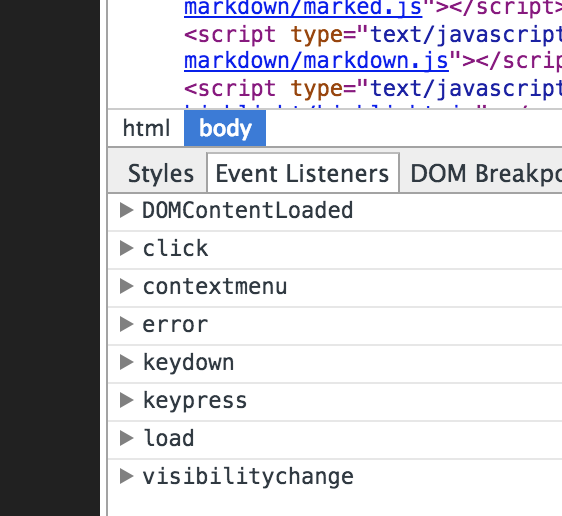 markdown/marked.js"></script>
<script type="text/javascript
markdown/markdown.js"></scrip
<script type="text/javascript
html body
Styles Event Listeners DOM Breakpo
DOMContentLoaded
click
contextmenu
error
keydown
keypress
load
visibilitychange